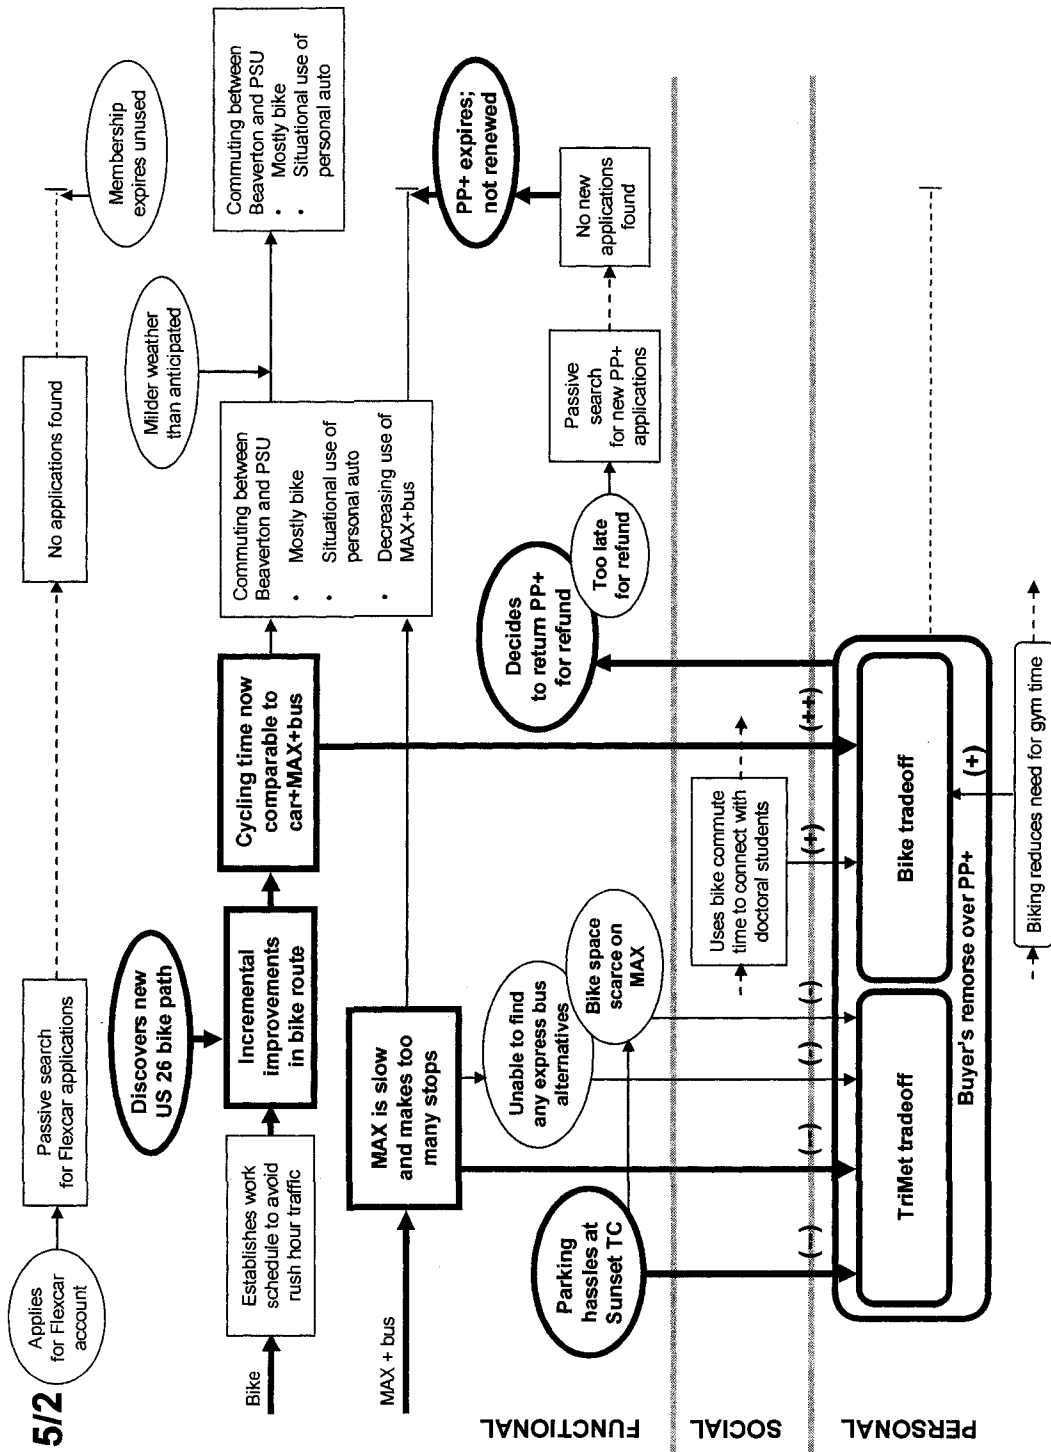 5/2
Applies
for Flexcar
account
Passive search
for Flexcar applications
No applications found
Membership
expires unused
Discovers new
US 26 bike path
Milder weather
than anticipated
Bike
Establishes work
schedule to avoid
rush hour traffic
Incremental
improvements
in bike route
Cycling time now
comparable to
car+MAX+bus
Commuting between
Beaverton and PSU
• Mostly bike
• Situational use of
personal auto
• Decreasing use of
MAX+bus
Commuting between
Beaverton and PSU
• Mostly bike
• Situational use of
personal auto
MAX + bus
MAX is slow
and makes too
many stops
PP+ expires;
not renewed
FUNCTIONAL
Parking
hassles at
Sunset TC
Unable to find
any express bus
alternatives
Bike space
scarce on
MAX
Decides
to return PP+
for refund
Too late
for refund
Passive
search
for new PP+
applications
No new
applications
found
SOCIAL
Uses bike commute
time to connect with
doctoral students
PERSONAL
(+)
(++)
TriMet tradeoff
Bike tradeoff
Buyer's remorse over PP+
(+)
Biking reduces need for gym time